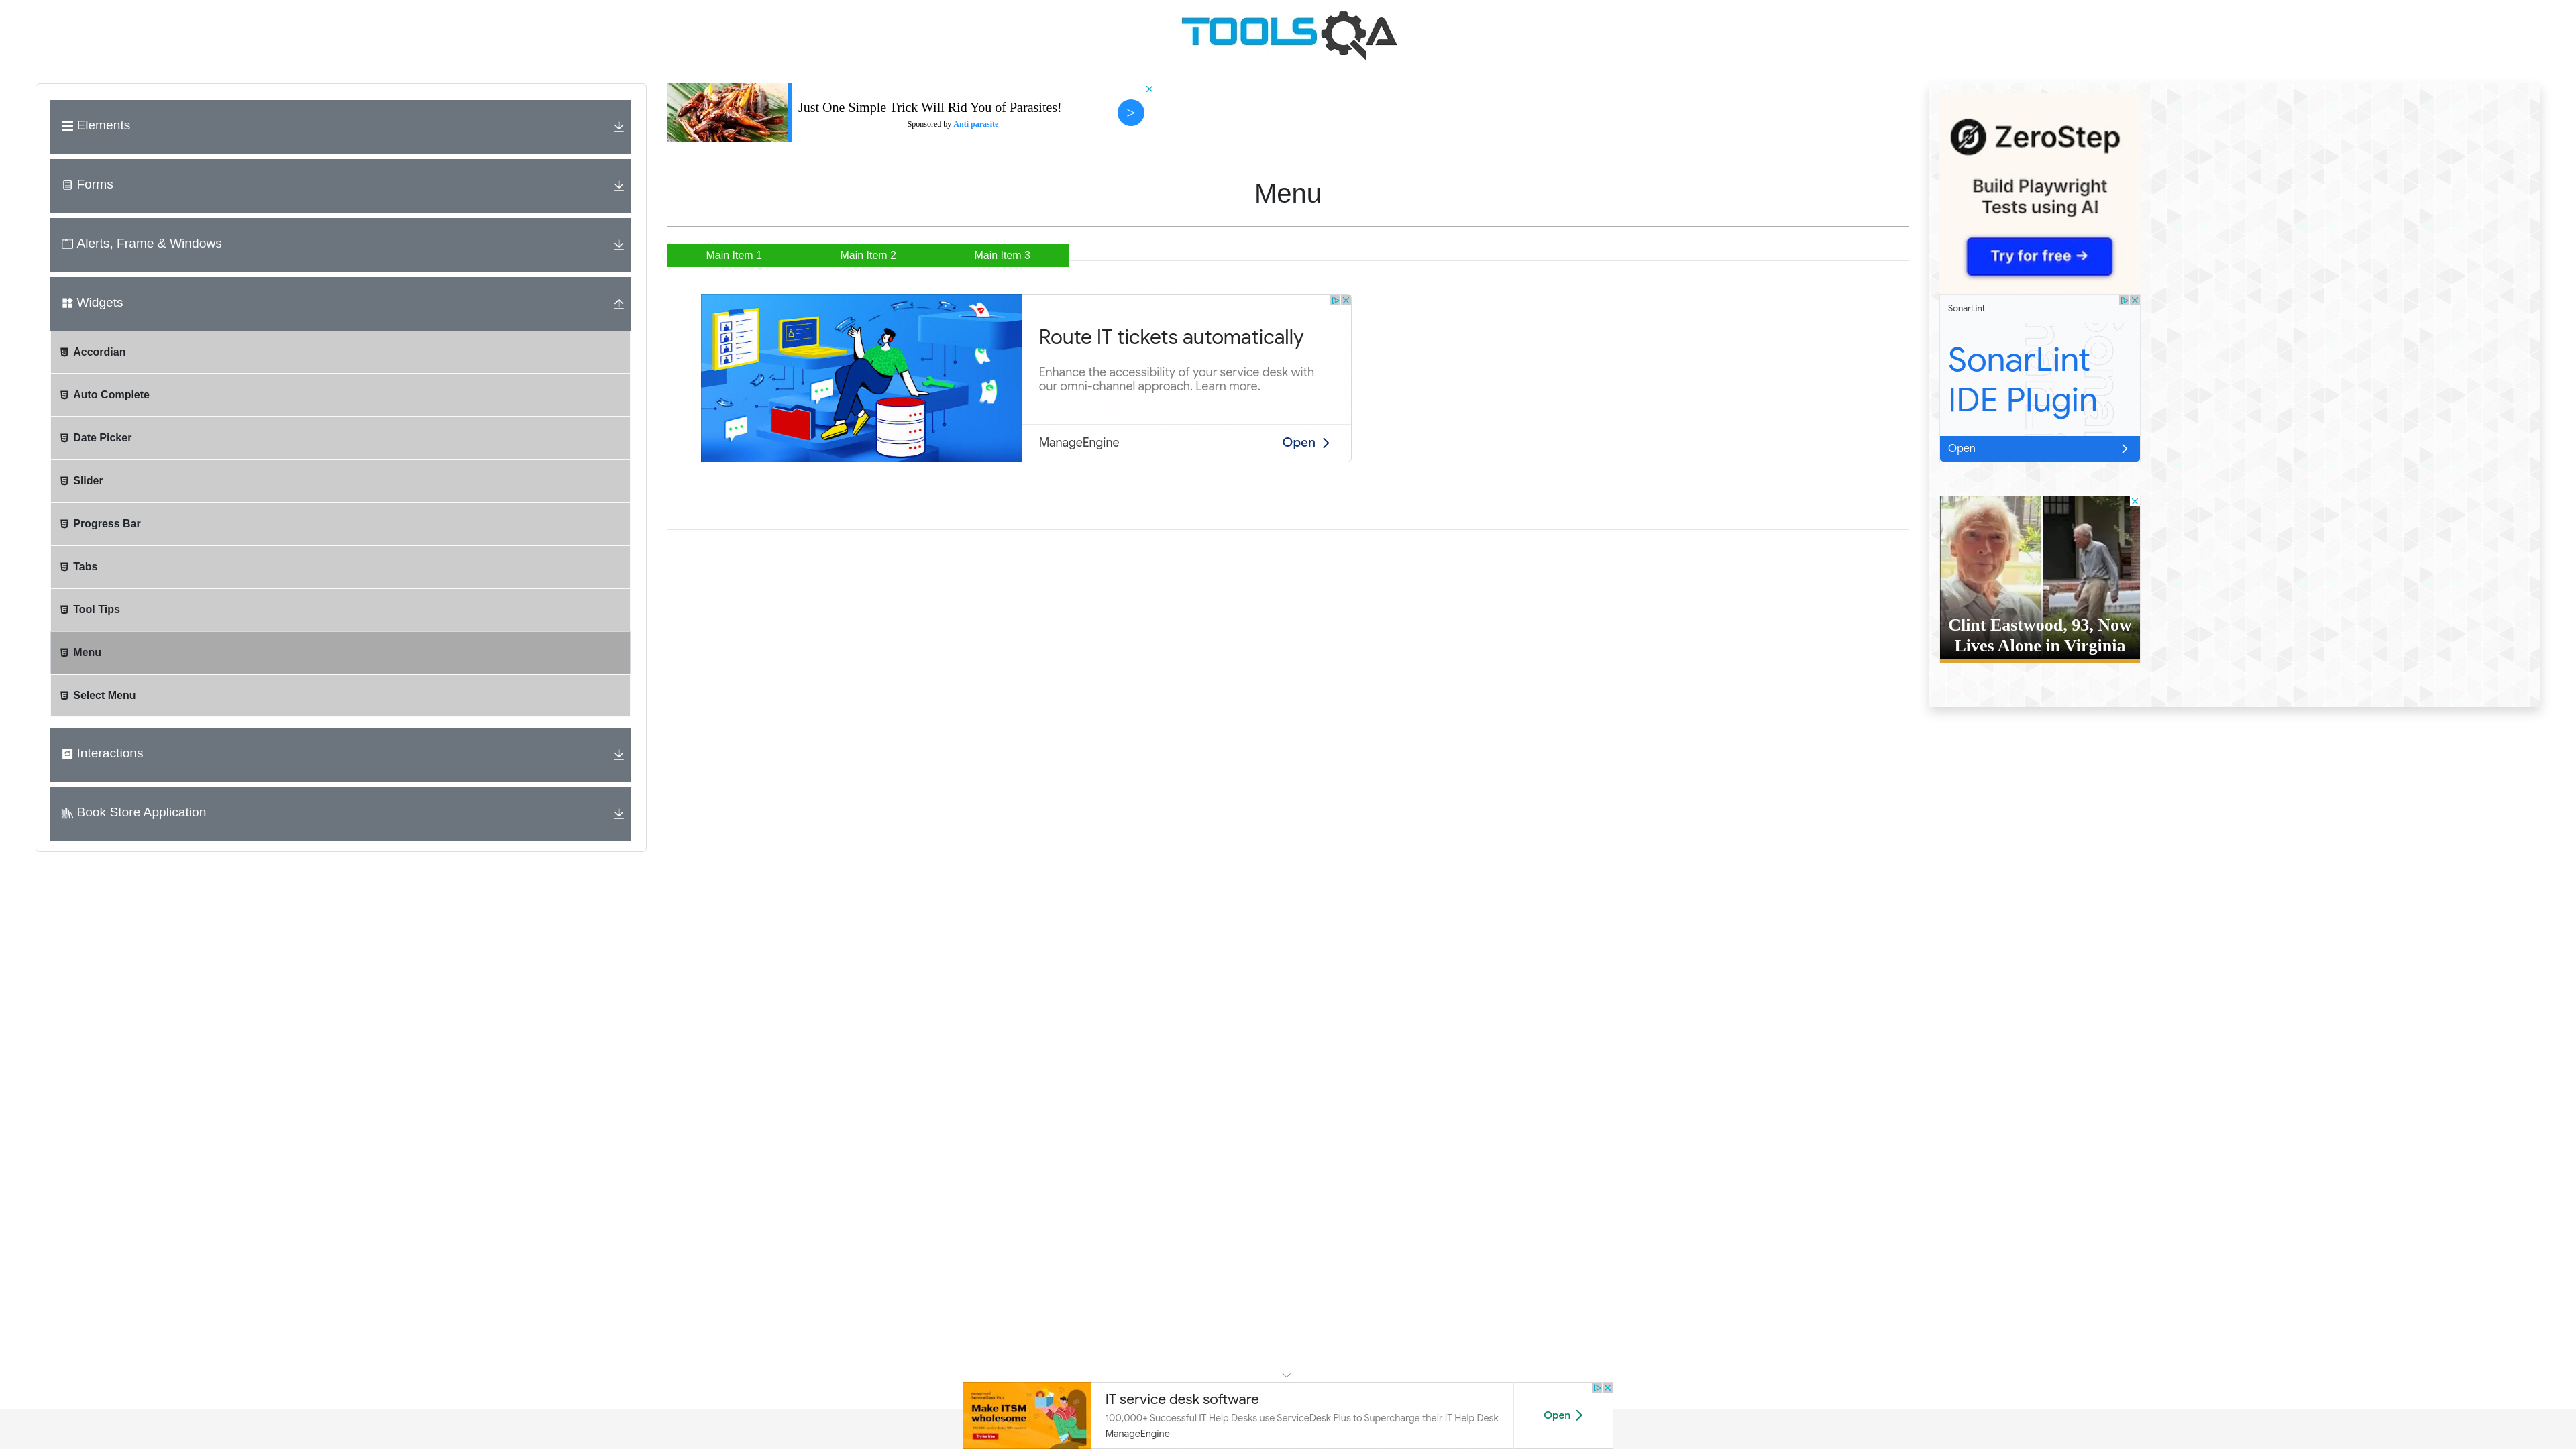 TOOLSQA
Elements
Forms
Alerts, Frame & Windows
Widgets
Accordian
Auto Complete
Date Picker
Slider
Progress Bar
Tabs
Tool Tips
Menu
Select Menu
Interactions
Book Store Application
Just One Simple Trick Will Rid You of Parasites!
Sponsored by Anti parasite
>
Menu
Main Item 1
Main Item 2
Main Item 3
Route IT tickets automatically
Enhance the accessibility of your service desk with
our omni-channel approach. Learn more.
ManageEngine
Open
ZeroStep
Build Playwright
Tests using AI
Try for free →
SonarLint
SonarLint
IDE Plugin
Open
Clint Eastwood, 93, Now
Lives Alone in Virginia
Make ITSM
wholesome
IT service desk software
100,000+ Successful IT Help Desks use ServiceDesk Plus to Supercharge their IT Help Desk
ManageEngine
Open